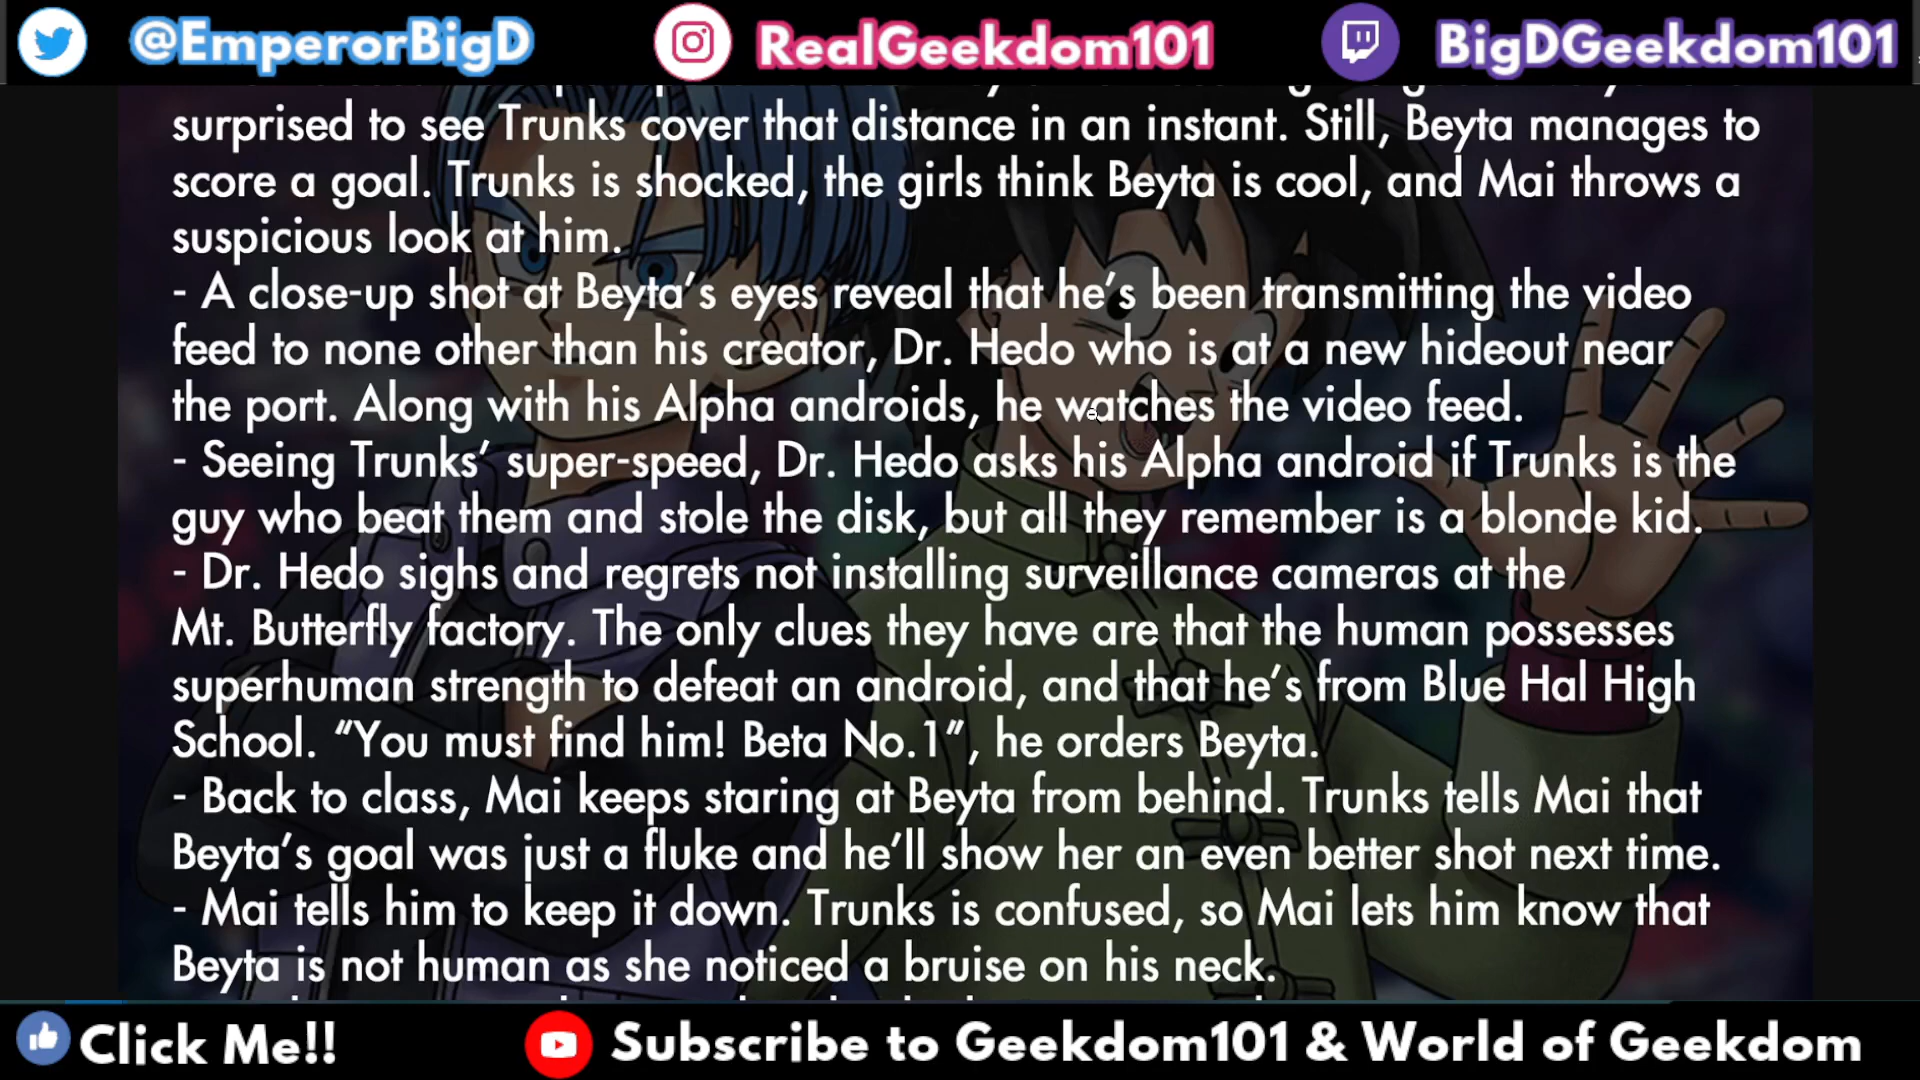 @EmperorBigD RealGeekdom101 BigDGeekdom101
surprised to see Trunks cover that distance in an instant. Still, Beyta manages to
score a goal. Trunks is shocked, the girls think Beyta is cool, and Mai throws a
suspicious look at him.
- A close-up shot at Beyta's eyes reveal that he's been transmitting the video
feed to none other than his creator, Dr. Hedo who is at a new hideout near
the port. Along with his Alpha androids, he watches the video feed.
- Seeing Trunks' super-speed, Dr. Hedo asks his Alpha android if Trunks is the
guy who beat them and stole the disk, but all they remember is a blonde kid.
- Dr. Hedo sighs and regrets not installing surveillance cameras at the
Mt. Butterfly factory. The only clues they have are that the human possesses
superhuman strength to defeat an android, and that he's from Blue Hal High
School. "You must find him! Beta No.1", he orders Beyta.
- Back to class, Mai keeps staring at Beyta from behind. Trunks tells Mai that
Beyta's goal was just a fluke and he'll show her an even better shot next time.
- Mai tells him to keep it down. Trunks is confused, so Mai lets him know that
Beyta is not human as she noticed a bruise on his neck.
Click Me!! Subscribe to Geekdom101 & World of Geekdom